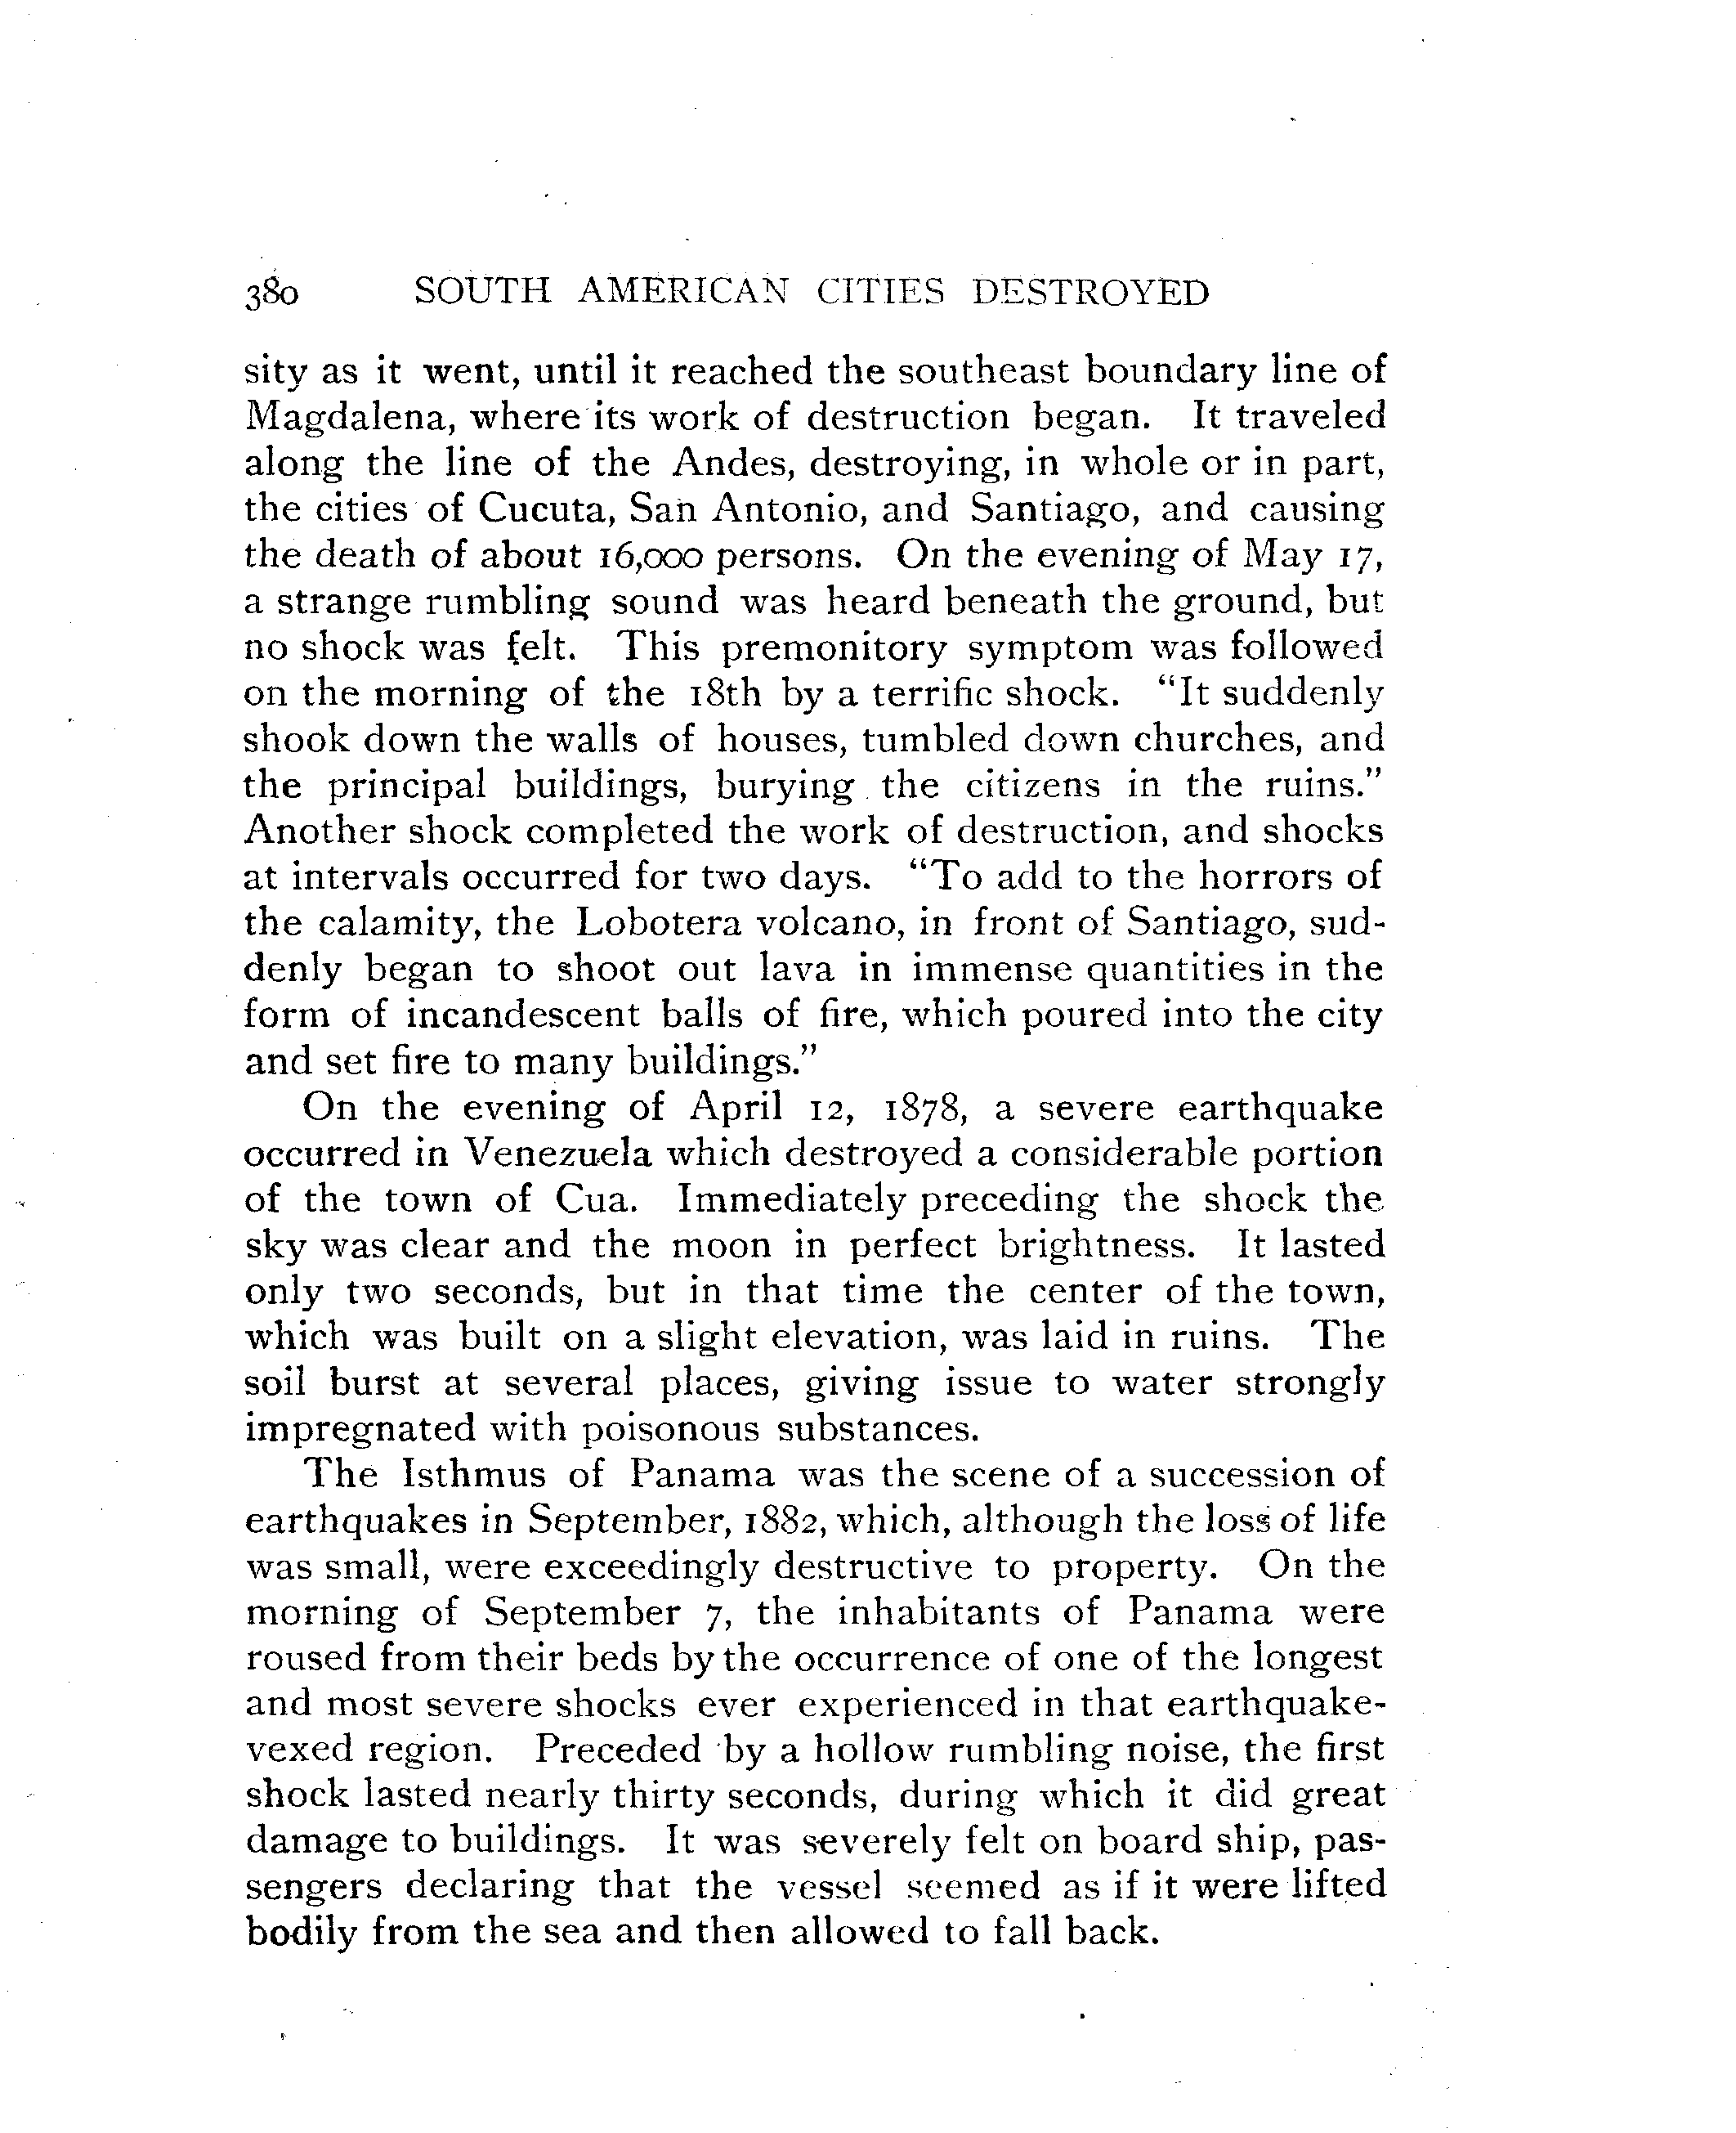 380 SOUTH AMERICAN CITIES DESTROYED
sity as it went, until it reached the southeast boundary line of
Magdalena, where its work of destruction began. It traveled
along the line of the Andes, destroying, in whole or in part,
the cities of Cucuta, San Antonio, and Santiago, and causing
the death of about 16,000 persons. On the evening of May 17,
a strange rumbling sound was heard beneath the ground, but
no shock was felt. This premonitory symptom was followed
on the morning of the 18th by a terrific shock. "It suddenly
shook down the walls of houses, tumbled down churches, and
the principal buildings, burying the citizens in the ruins."
Another shock completed the work of destruction, and shocks
at intervals occurred for two days. "To add to the horrors of
the calamity, the Lobotera volcano, in front of Santiago, sud-
denly began to shoot out lava in immense quantities in the
form of incandescent balls of fire, which poured into the city
and set fire to many buildings."
On the evening of April 12, 1878, a severe earthquake
occurred in Venezuela which destroyed a considerable portion
of the town of Cua. Immediately preceding the shock the
sky was clear and the moon in perfect brightness. It lasted
only two seconds, but in that time the center of the town,
which was built on a slight elevation, was laid in ruins. The
soil burst at several places, giving issue to water strongly
impregnated with poisonous substances.
The Isthmus of Panama was the scene of a succession of
earthquakes in September, 1882, which, although the loss of life
was small, were exceedingly destructive to property. On the
morning of September 7, the inhabitants of Panama were
roused from their beds by the occurrence of one of the longest
and most severe shocks ever experienced in that earthquake-
vexed region. Preceded by a hollow rumbling noise, the first
shock lasted nearly thirty seconds, during which it did great
damage to buildings. It was severely felt on board ship, pas-
sengers declaring that the vessel seemed as if it were lifted
bodily from the sea and then allowed to fall back.